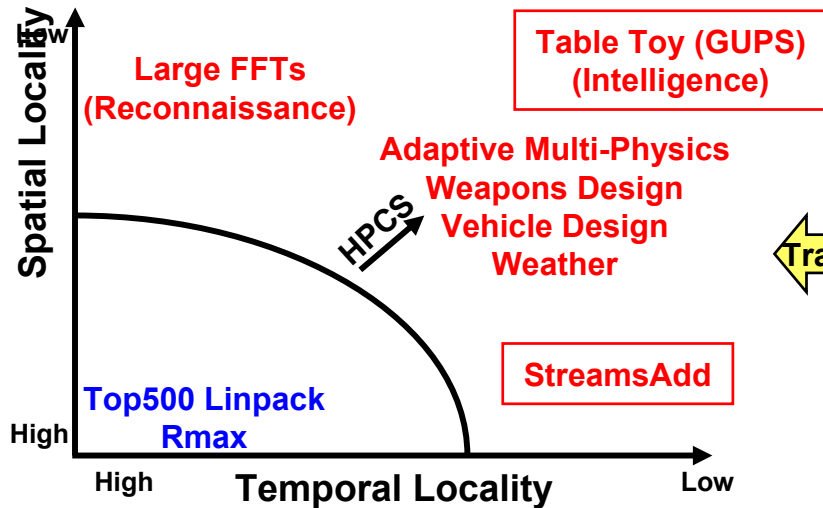 Low
Spatial Locality
Large FFTs
(Reconnaissance)
Table Toy (GUPS)
(Intelligence)
Adaptive Multi-Physics
Weapons Design
Vehicle Design
Weather
HPCS
StreamsAdd
Top500 Linpack
Rmax
High
High
Temporal Locality
Low